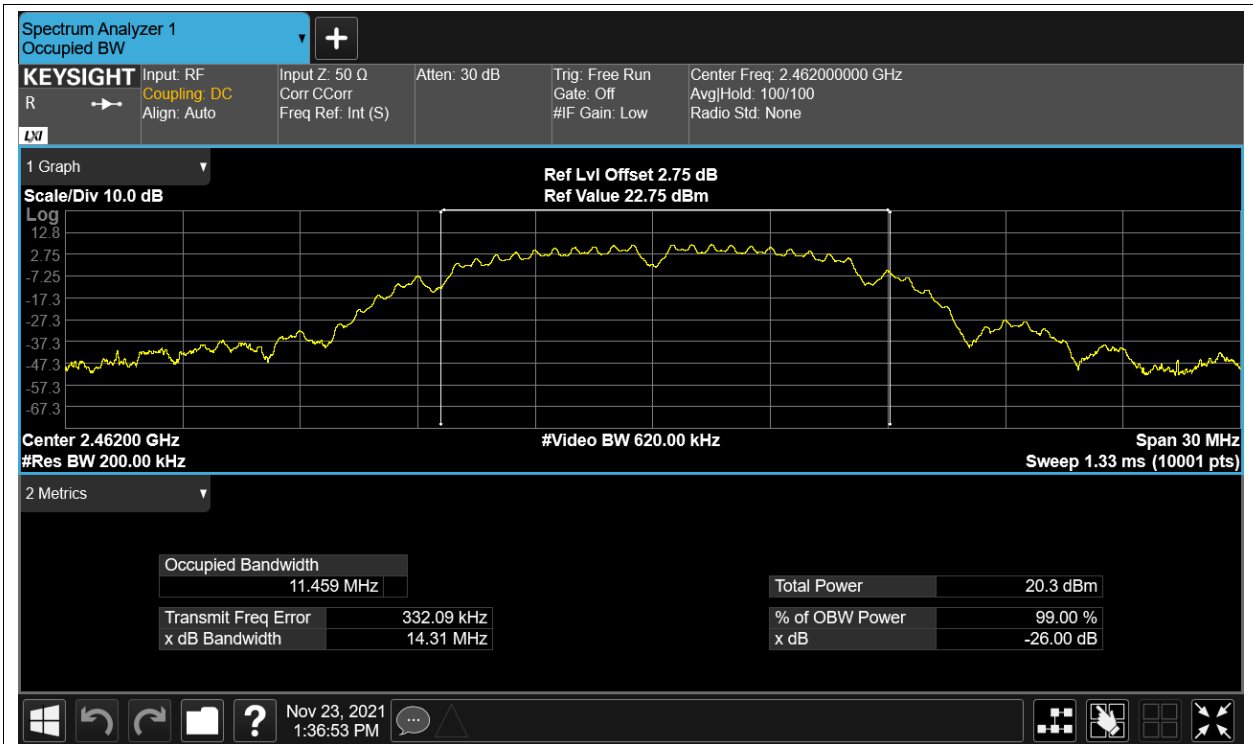 Spectrum Analyzer 1
Occupied BW
KEYSIGHT
R
LXI
Input: RF
Coupling: DC
Align: Auto
Input Z: 50 Ω
Corr CCorr
Freq Ref: Int (S)
Atten: 30 dB
Trig: Free Run
Gate: Off
#IF Gain: Low
Center Freq: 2.462000000 GHz
Avg|Hold: 100/100
Radio Std: None
1 Graph
Scale/Div 10.0 dB
Ref Lvl Offset 2.75 dB
Ref Value 22.75 dBm
Log
12.8
2.75
-7.25
-17.3
-27.3
-37.3
-47.3
-57.3
-67.3
Center 2.46200 GHz
#Video BW 620.00 kHz
Span 30 MHz
#Res BW 200.00 kHz
Sweep 1.33 ms (10001 pts)
2 Metrics
Occupied Bandwidth
11.459 MHz
Total Power 20.3 dBm
Transmit Freq Error 332.09 kHz
% of OBW Power 99.00 %
x dB Bandwidth 14.31 MHz
x dB -26.00 dB
?
Nov 23, 2021
1:36:53 PM